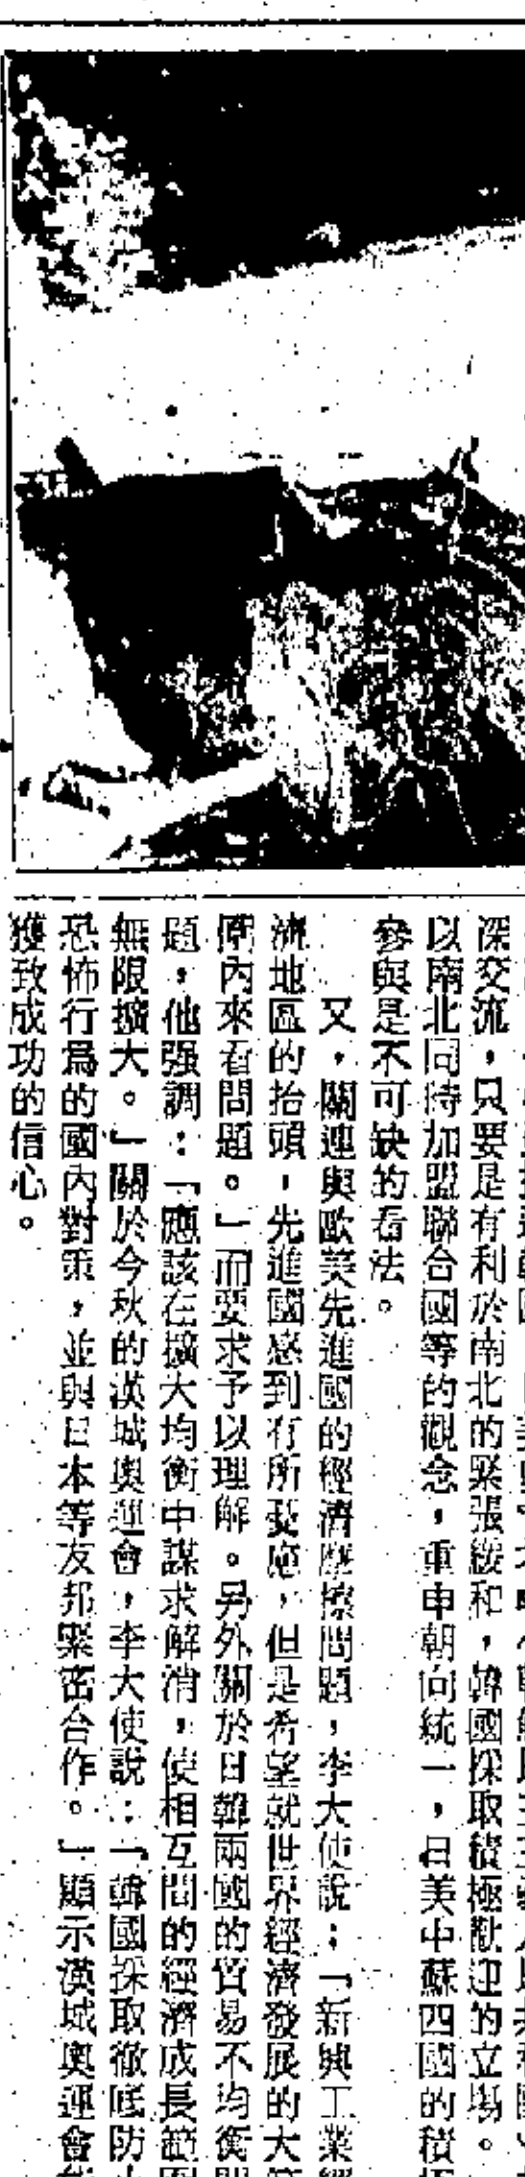 深交流，只要是有利於南北的緊張緩和，韓國採取積極歡迎的立場。
以南北同時加盟聯合國等的觀念，重申朝向統一，日美中蘇四國的積
參與是不可缺的看法。
又，關連與歐美先進國的經濟摩擦問題，李大使說：「新興工業經
濟地區的抬頭，先進國感到有所憂慮，但是希望就世界經濟發展的大範
圍內來看問題。」而要求予以理解。另外關於日韓兩國的貿易不均衡問
題，他强調：「應該在擴大均衡中謀求解消，使相互間的經濟成長範圍
無限擴大。」關於今秋的漢城奧運會，李大使說：「韓國採取徹底防止
恐怖行爲的國內對策，並與日本等友邦緊密合作。」顯示漢城奧運會能
獲致成功的信心。